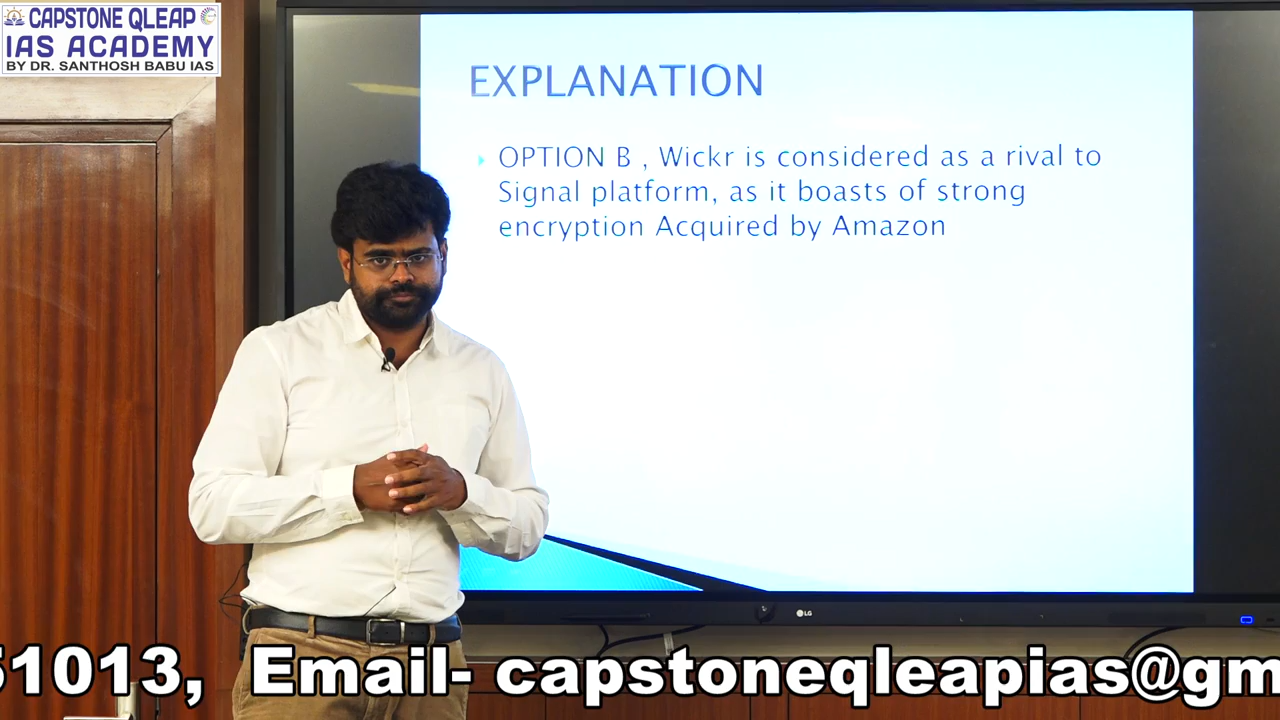 CAPSTONE QLEAP
IAS ACADEMY
BY DR. SANTHOSH BABU IAS
EXPLANATION
OPTION B , Wickr is considered as a rival to
Signal platform, as it boasts of strong
encryption Acquired by Amazon
LG
51013, Email- capstoneqleapias@gm